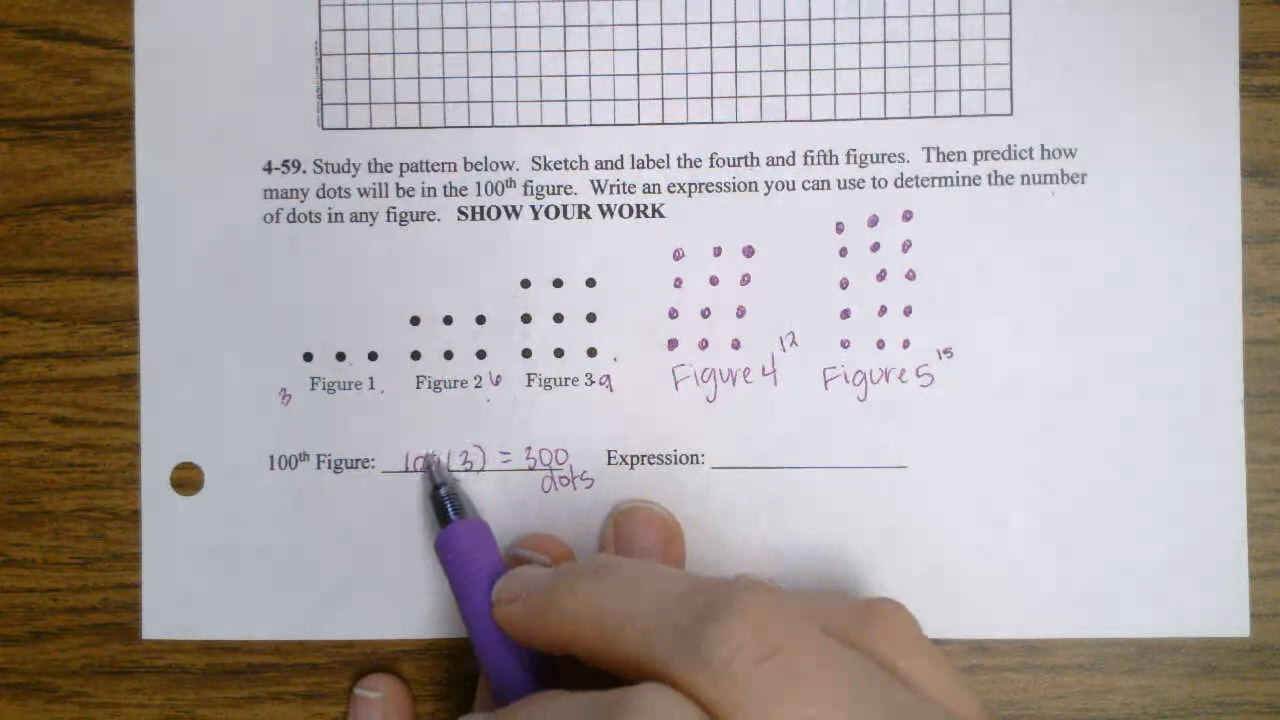 4-59. Study the pattern below. Sketch and label the fourth and fifth figures. Then predict how
many dots will be in the 100th figure. Write an expression you can use to determine the number
of dots in any figure. SHOW YOUR WORK
3 Figure 1 Figure 2 6 Figure 3 9 Figure 4 12 Figure 5 15
100th Figure: 100(3) = 300 dots Expression: